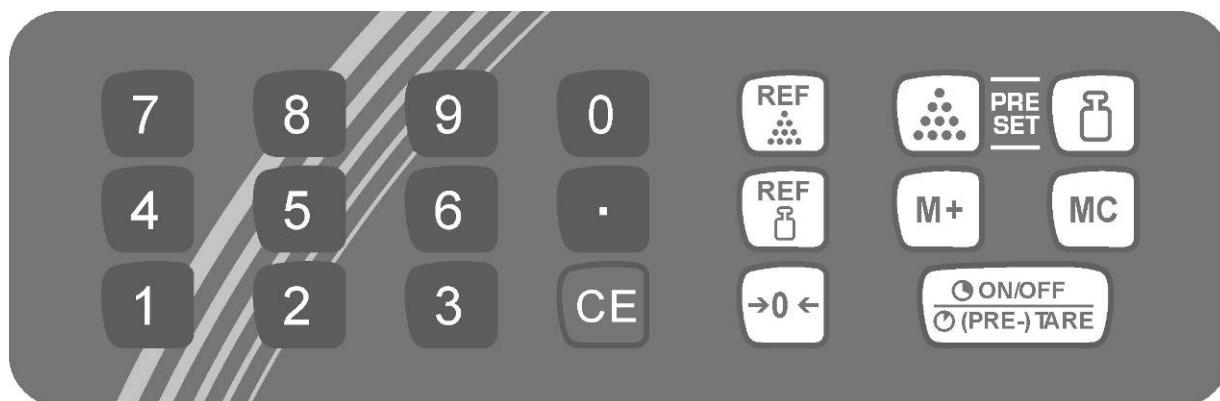 7 8 9 0 REF PRE SET
4 5 6 . REF M+ MC
1 2 3 CE →0← ON/OFF
(PRE-) TARE